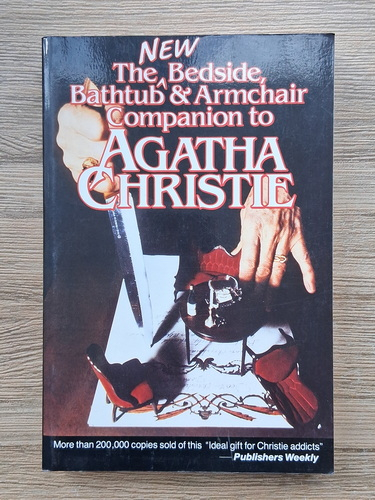 NEW
The Bedside,
Bathtub & Armchair
Companion to
AGATHA
CHRISTIE
More than 200,000 copies sold of this "Ideal gift for Christie addicts"
—Publishers Weekly